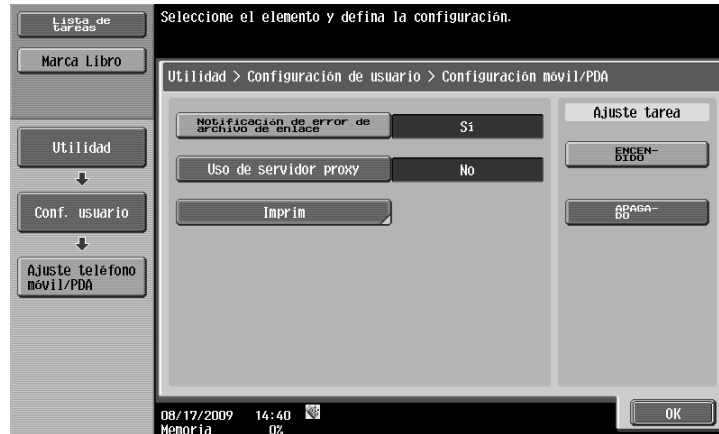 Lista de
tareas
Seleccione el elemento y defina la configuración.
Marca Libro
Utilidad > Configuración de usuario > Configuración móvil/PDA
Notificación de error de
archivo de enlace
Sí
Ajuste tarea
Utilidad
ENCEN-
DIDO
Uso de servidor proxy
No
Conf. usuario
Imprim
APAGA-
DO
Ajuste teléfono
móvil/PDA
08/17/2009 14:40
Memoria 0%
OK